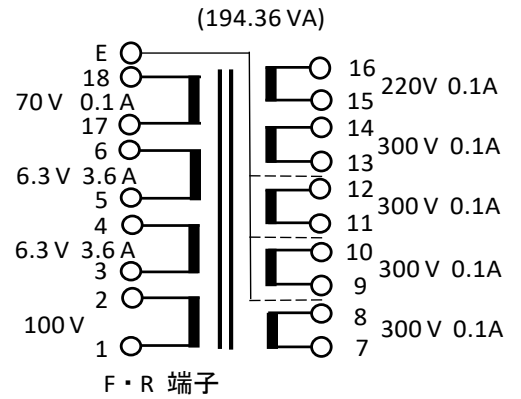 (194.36 VA)
E
18
70 V 0.1 A
17
6
6.3 V 3.6 A
5
4
6.3 V 3.6 A
3
2
100 V
1
F・R 端子
16
220V 0.1A
15
14
300 V 0.1A
13
12
300 V 0.1A
11
10
300 V 0.1A
9
8
300 V 0.1A
7